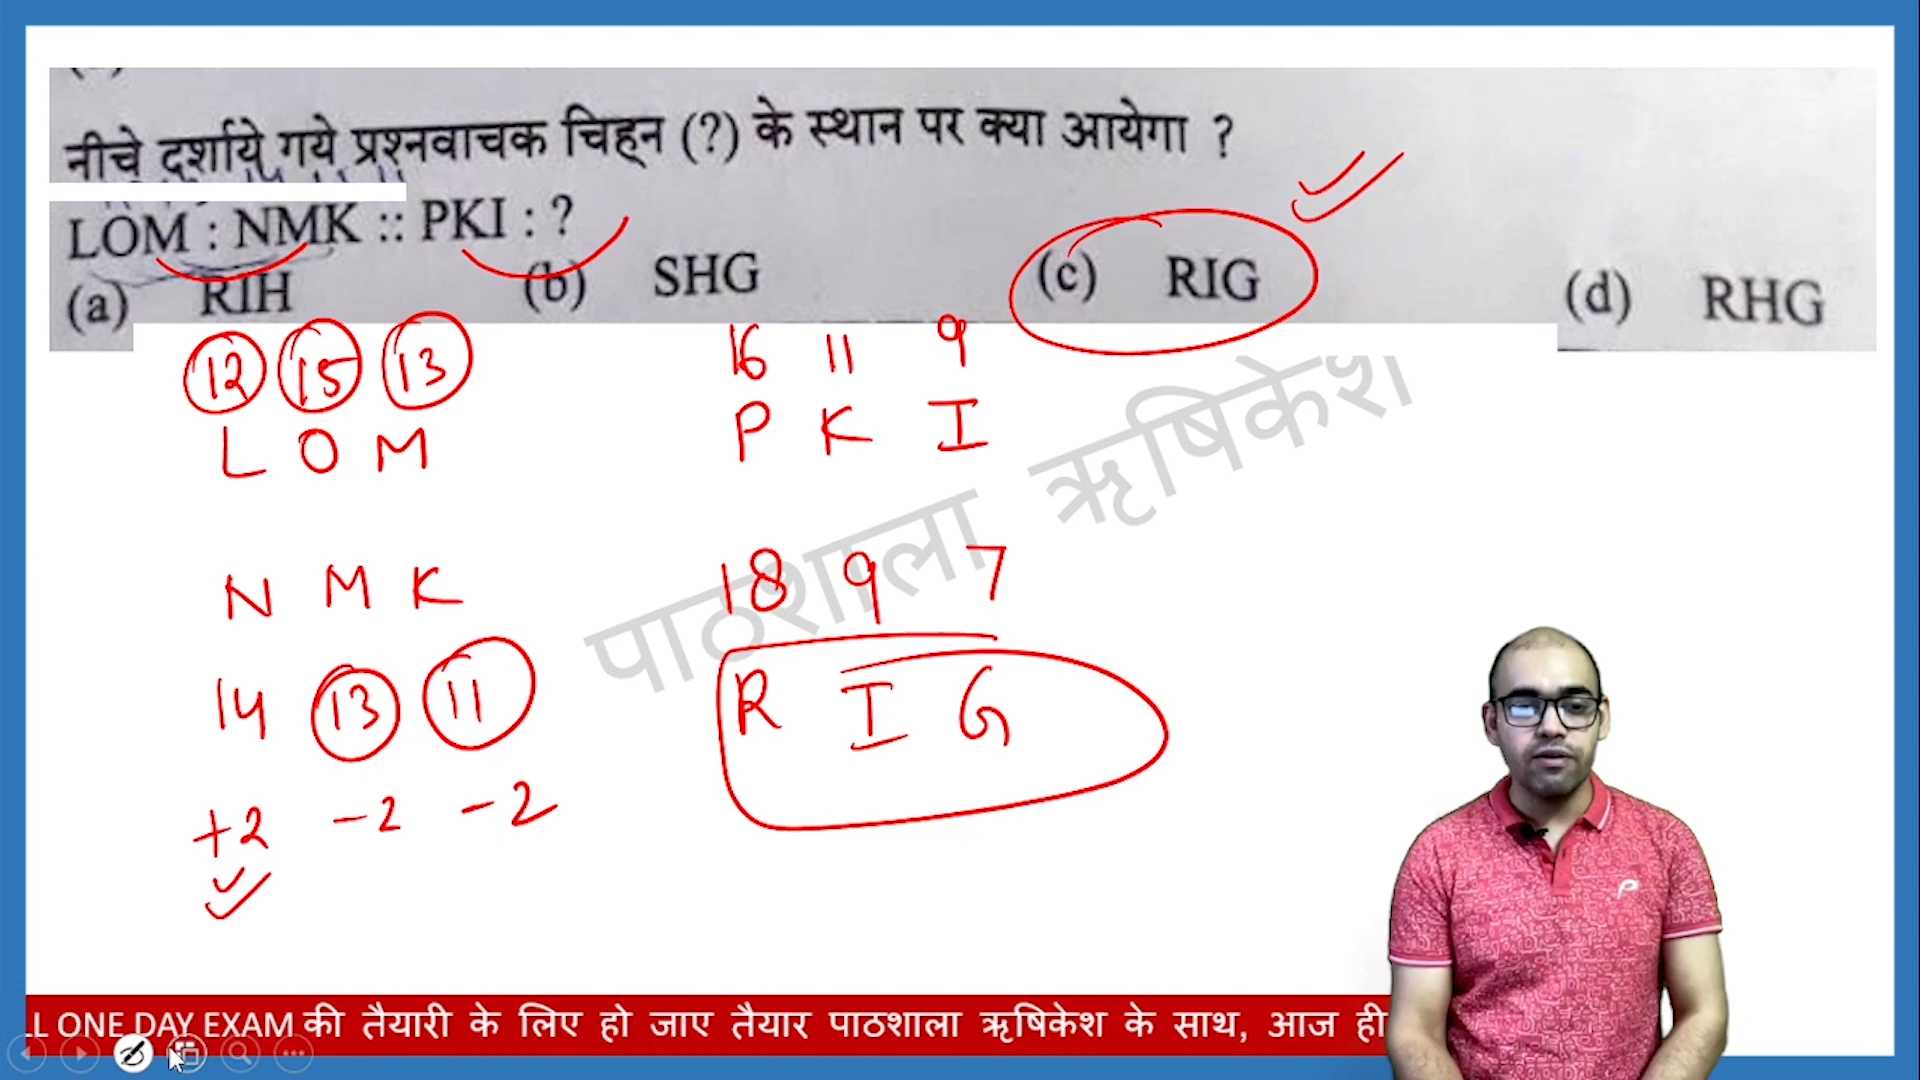 नीचे दर्शाये गये प्रश्नवाचक चिह्न (?) के स्थान पर क्या आयेगा ?
LOM : NMK :: PKI : ?
(a) RIH (b) SHG (c) RIG (d) RHG
12 15 13
L O M
16 11 9
P K I
N M K
14 13 11
+2 -2 -2
18 9 7
R I G
पाठशाला ऋषिकेश
LL ONE DAY EXAM की तैयारी के लिए हो जाए तैयार पाठशाला ऋषिकेश के साथ, आज ही